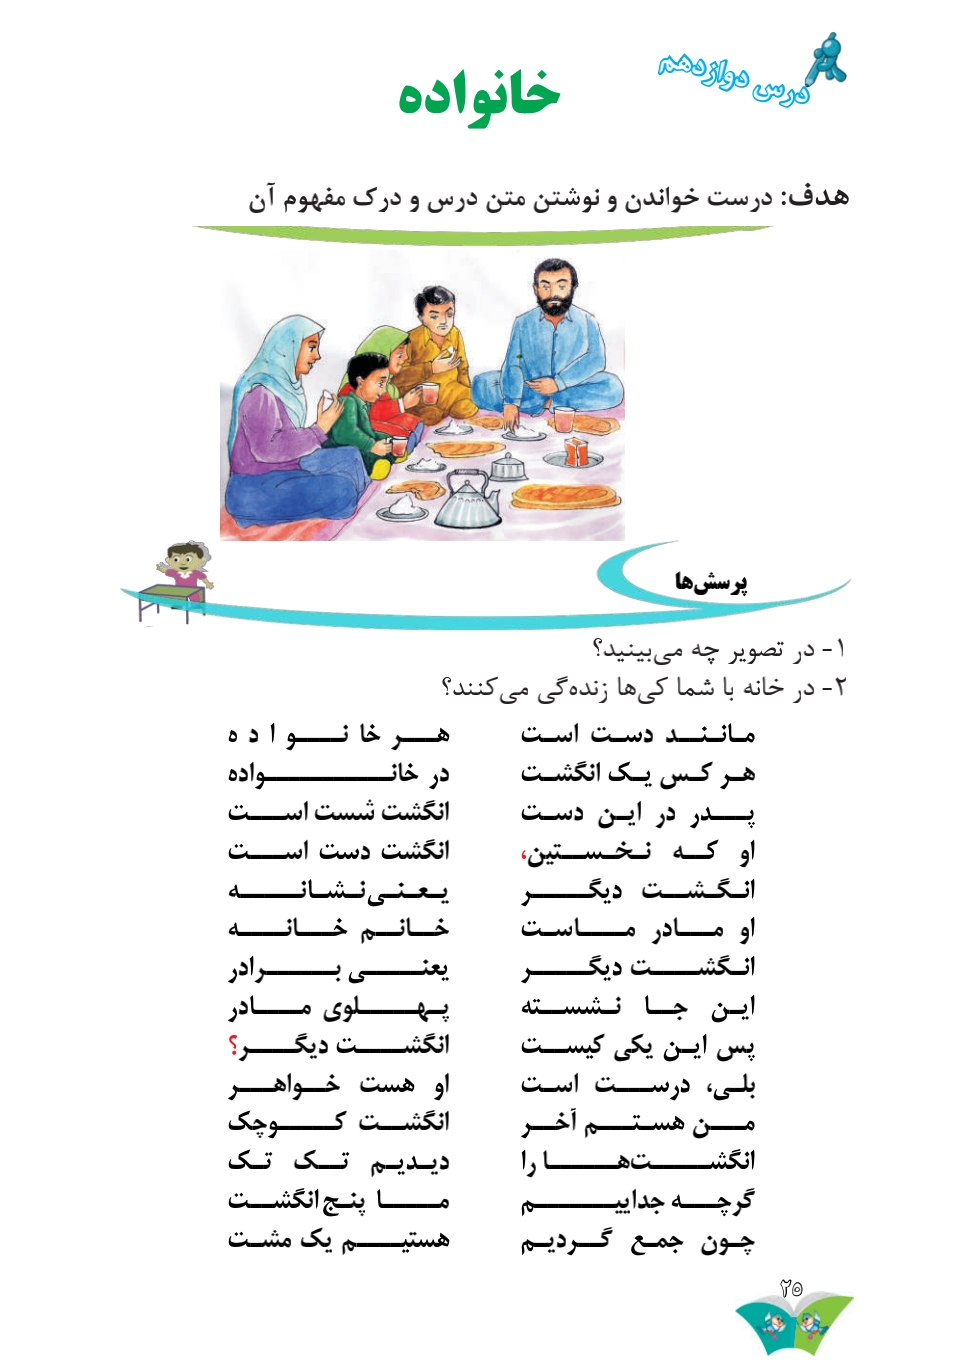 درس دوازدهم
خانواده
هدف: درست خواندن و نوشتن متن درس و درک مفهوم آن
پرسش‌ها
۱- در تصویر چه می‌بینید؟
۲- در خانه با شما کی‌ها زنده‌گی می‌کنند؟
مانند دست است هر خانواده
هر کس یک انگشت در خانواده
پدر در این دست انگشت شست است
او که نخستین، انگشت دست است
انگشت دیگر یعنی نشانه
او مادر ماست خانم خانه
انگشت دیگر یعنی برادر
این جا نشسته پهلوی مادر
پس این یکی کیست انگشت دیگر؟
بلی، درست است او هست خواهر
من هستم آخر انگشت کوچک
انگشت‌ها را دیدیم تک تک
گرچه جداییم ما پنج انگشت
چون جمع گردیم هستیم یک مشت
۲۵